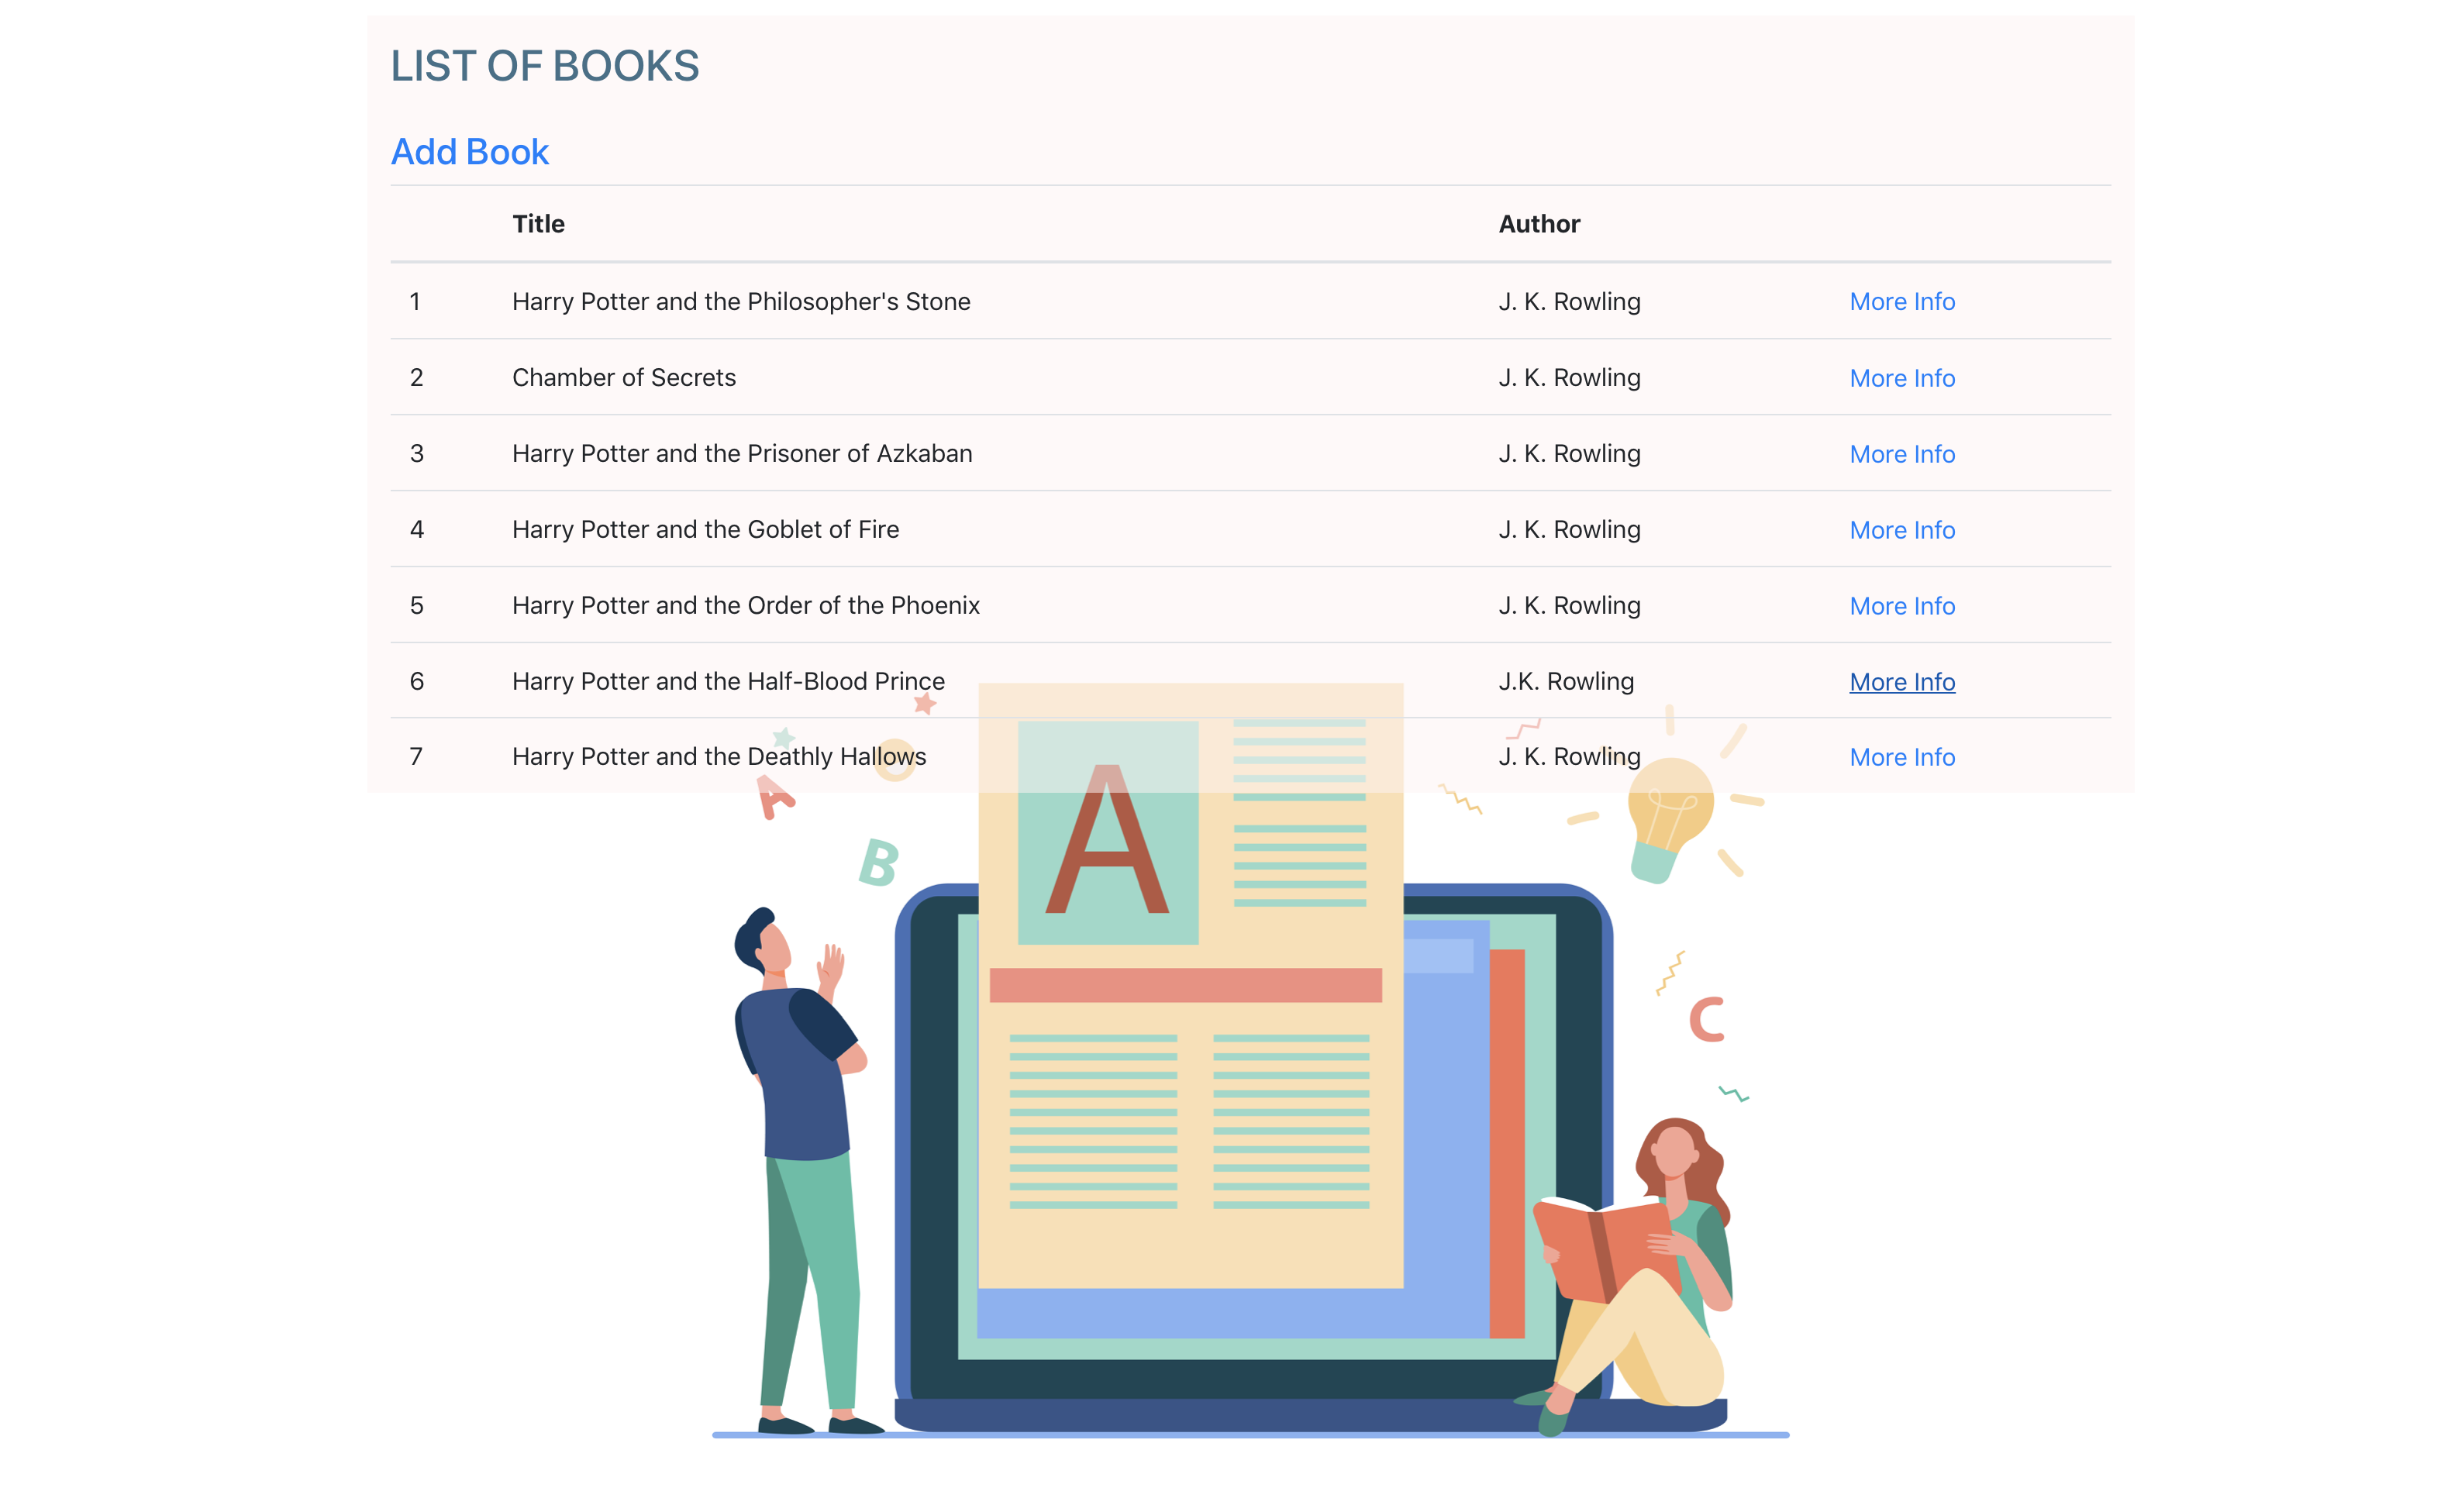 LIST OF BOOKS
Add Book
Title Author
1 Harry Potter and the Philosopher's Stone J. K. Rowling More Info
2 Chamber of Secrets J. K. Rowling More Info
3 Harry Potter and the Prisoner of Azkaban J. K. Rowling More Info
4 Harry Potter and the Goblet of Fire J. K. Rowling More Info
5 Harry Potter and the Order of the Phoenix J. K. Rowling More Info
6 Harry Potter and the Half-Blood Prince J.K. Rowling More Info
7 Harry Potter and the Deathly Hallows J. K. Rowling More Info
A
A
B
C